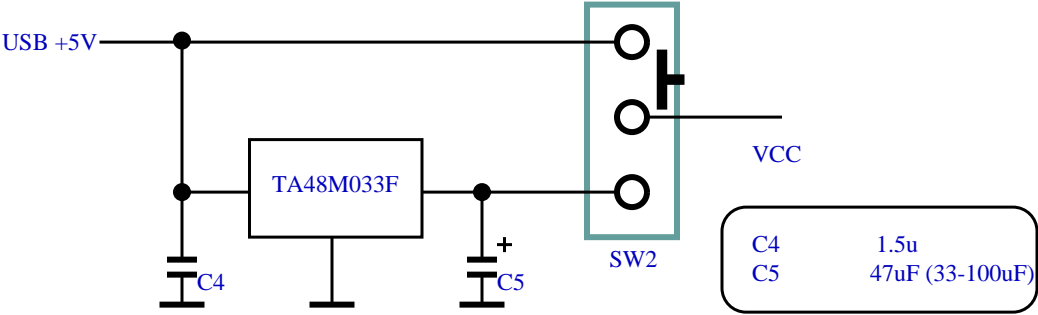 USB +5V
TA48M033F
VCC
C4
+
C5
SW2
C4 1.5u
C5 47uF (33-100uF)